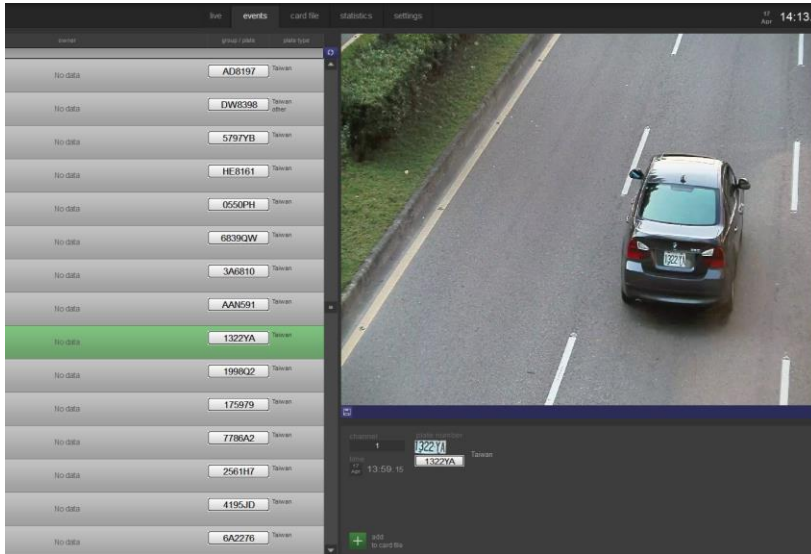 live events card file statistics settings
17 Apr 14:13.
owner group / plate plate type
No data AD8197 Taiwan
No data DW8398 Taiwan other
No data 5797YB Taiwan
No data HE8161 Taiwan
No data 0550PH Taiwan
No data 6839QW Taiwan
No data 3A6810 Taiwan
No data AAN591 Taiwan
No data 1322YA Taiwan
No data 1998Q2 Taiwan
No data 175979 Taiwan
No data 7786A2 Taiwan
No data 2561H7 Taiwan
No data 4195JD Taiwan
No data 6A2276 Taiwan
channel
1
plate number
1322 YA
1322YA Taiwan
time
17 Apr 13:59. 15
add
to card file